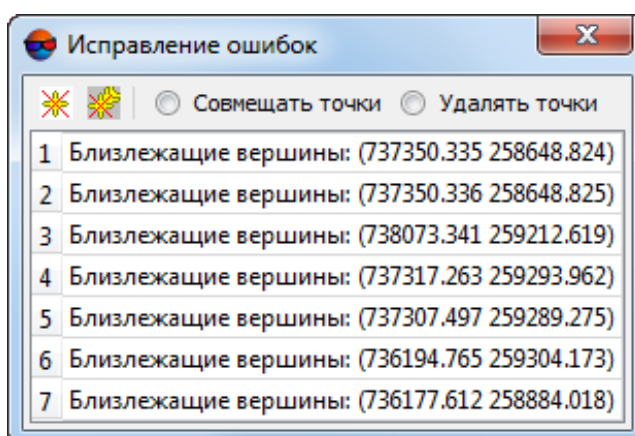 Исправление ошибок
Совмещать точки Удалять точки
1 Близлежащие вершины: (737350.335 258648.824)
2 Близлежащие вершины: (737350.336 258648.825)
3 Близлежащие вершины: (738073.341 259212.619)
4 Близлежащие вершины: (737317.263 259293.962)
5 Близлежащие вершины: (737307.497 259289.275)
6 Близлежащие вершины: (736194.765 259304.173)
7 Близлежащие вершины: (736177.612 258884.018)